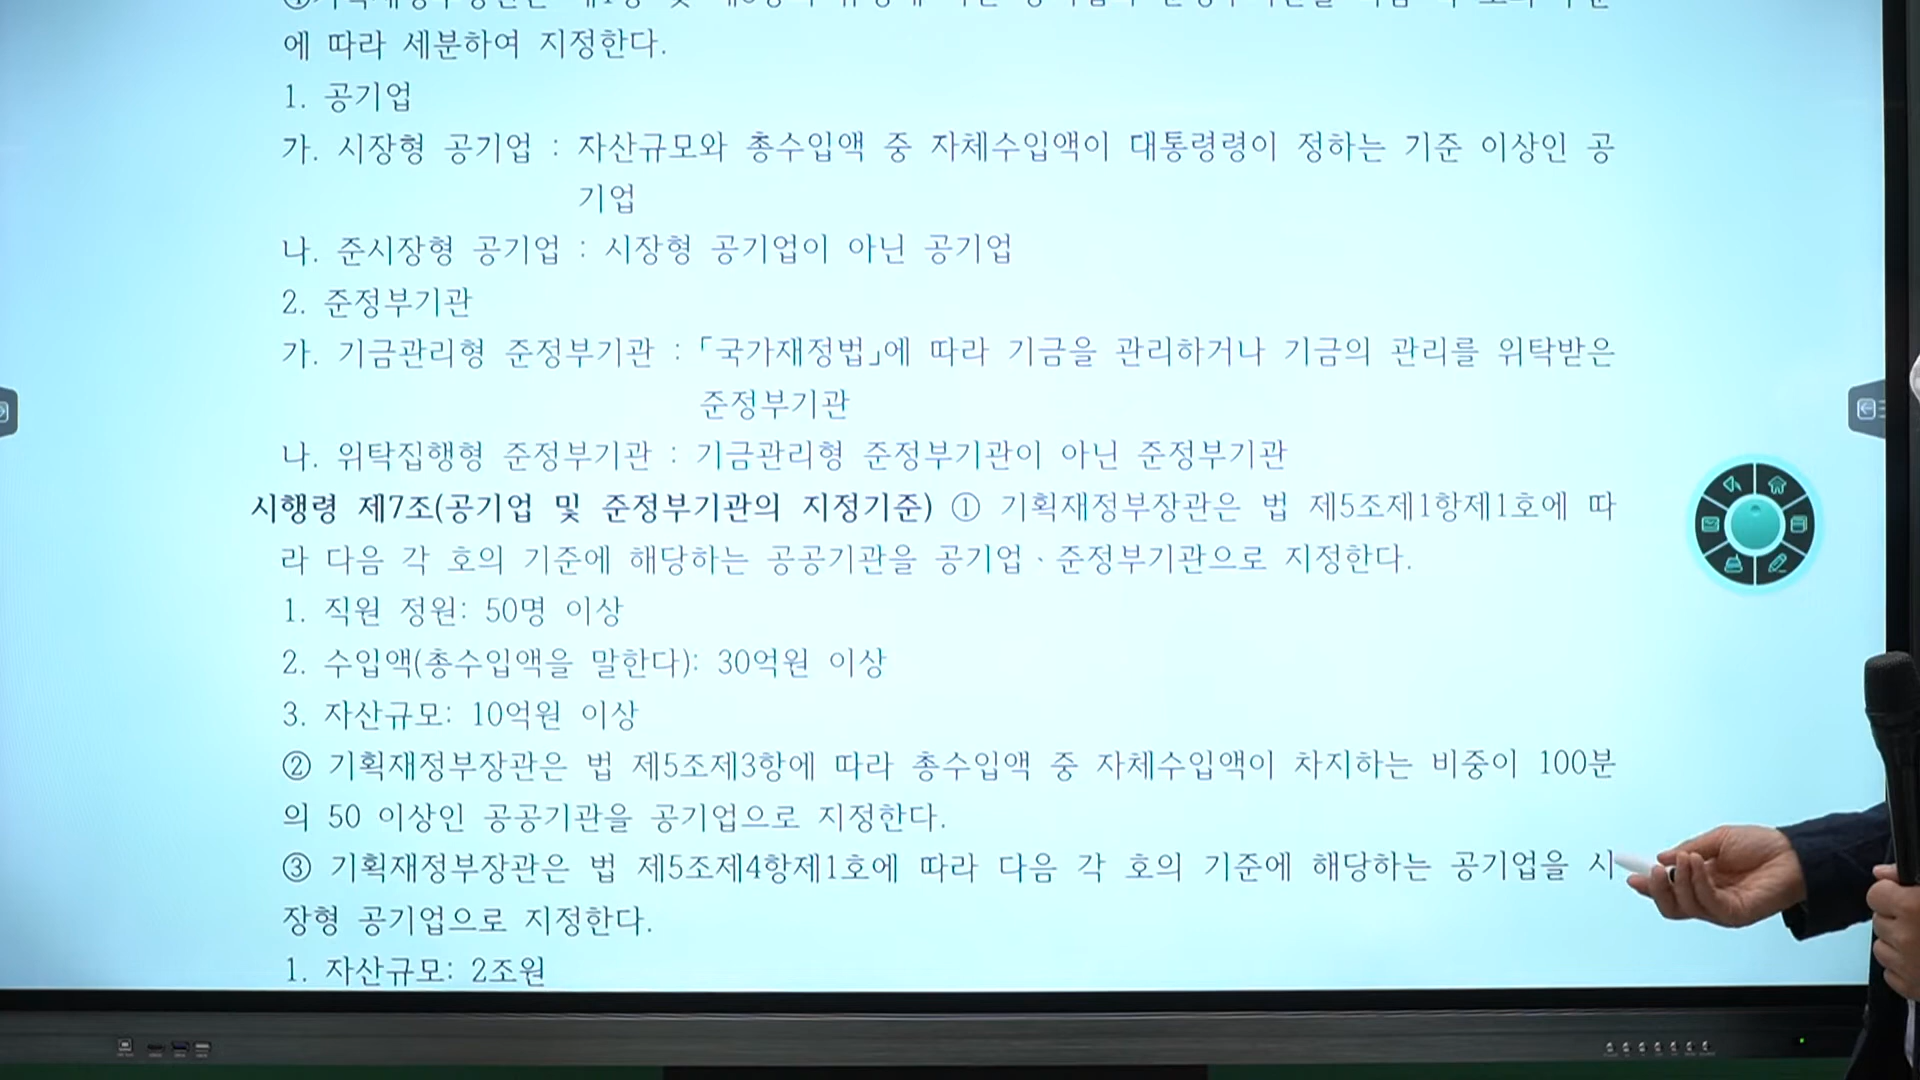 에 따라 세분하여 지정한다.
1. 공기업
가. 시장형 공기업 : 자산규모와 총수입액 중 자체수입액이 대통령령이 정하는 기준 이상인 공
기업
나. 준시장형 공기업 : 시장형 공기업이 아닌 공기업
2. 준정부기관
가. 기금관리형 준정부기관 : 「국가재정법」에 따라 기금을 관리하거나 기금의 관리를 위탁받은
준정부기관
나. 위탁집행형 준정부기관 : 기금관리형 준정부기관이 아닌 준정부기관
시행령 제7조(공기업 및 준정부기관의 지정기준) ① 기획재정부장관은 법 제5조제1항제1호에 따
라 다음 각 호의 기준에 해당하는 공공기관을 공기업ㆍ준정부기관으로 지정한다.
1. 직원 정원: 50명 이상
2. 수입액(총수입액을 말한다): 30억원 이상
3. 자산규모: 10억원 이상
② 기획재정부장관은 법 제5조제3항에 따라 총수입액 중 자체수입액이 차지하는 비중이 100분
의 50 이상인 공공기관을 공기업으로 지정한다.
③ 기획재정부장관은 법 제5조제4항제1호에 따라 다음 각 호의 기준에 해당하는 공기업을 시
장형 공기업으로 지정한다.
1. 자산규모: 2조원